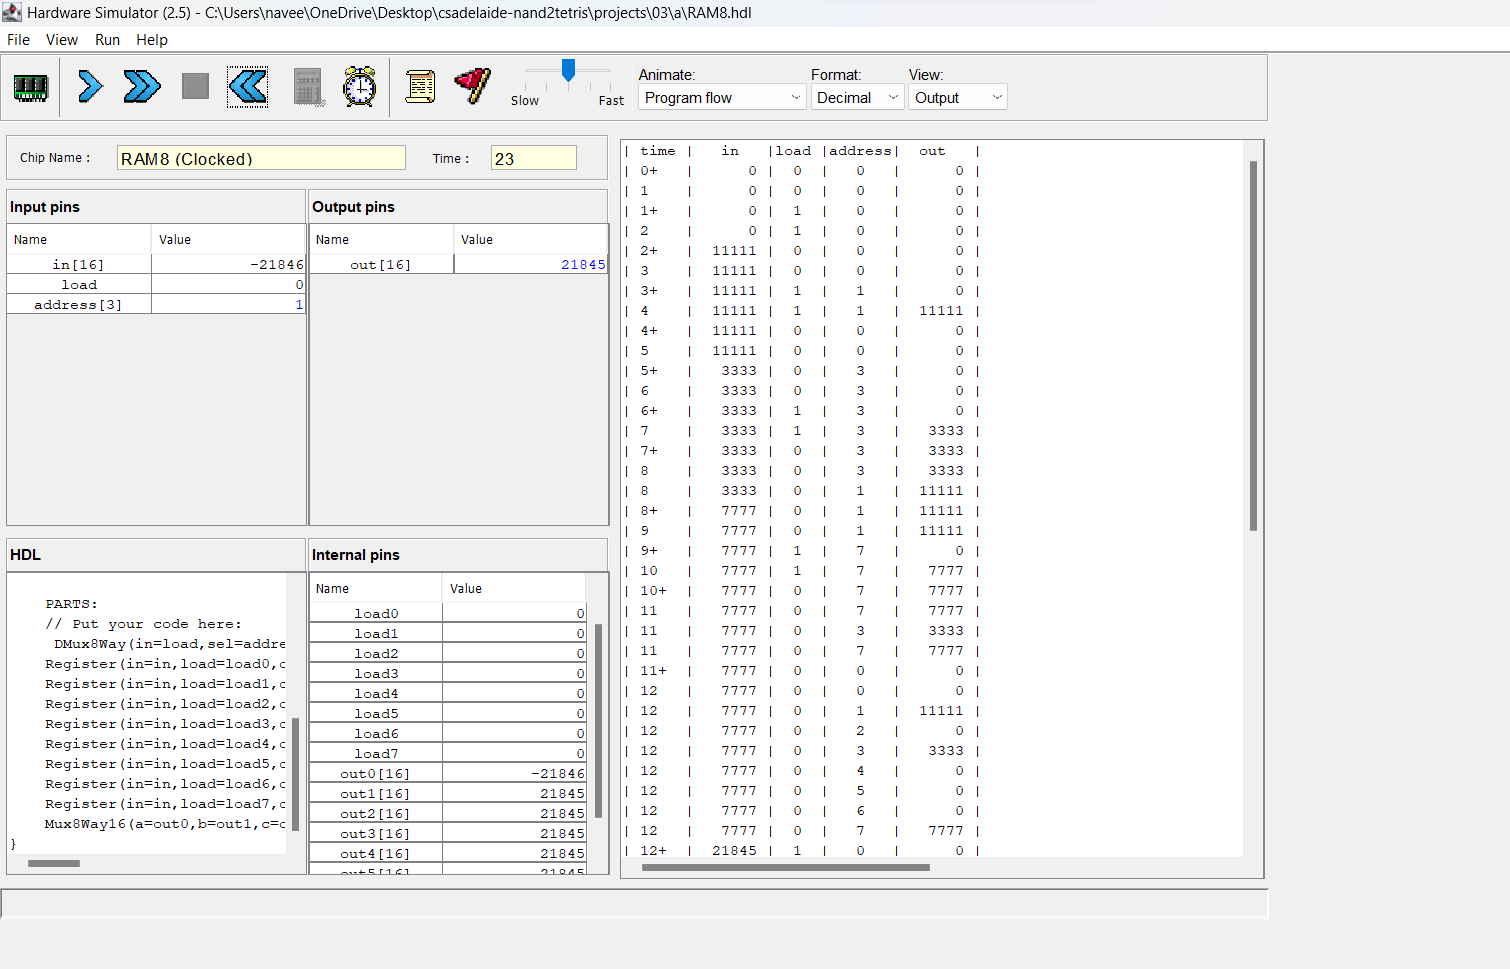 Hardware Simulator (2.5) - C:\Users\navee\OneDrive\Desktop\csadelaide-nand2tetris\projects\03\a\RAM8.hdl
File View Run Help
Slow Fast
Animate: Format: View:
Program flow Decimal Output
Chip Name : RAM8 (Clocked) Time : 23
Input pins
Name Value
in[16] -21846
load 0
address[3] 1
Output pins
Name Value
out[16] 21845
HDL
PARTS:
// Put your code here:
DMux8Way(in=load,sel=addre
Register(in=in,load=load0,c
Register(in=in,load=load1,c
Register(in=in,load=load2,c
Register(in=in,load=load3,c
Register(in=in,load=load4,c
Register(in=in,load=load5,c
Register(in=in,load=load6,c
Register(in=in,load=load7,c
Mux8Way16(a=out0,b=out1,c=c
}
Internal pins
Name Value
load0 0
load1 0
load2 0
load3 0
load4 0
load5 0
load6 0
load7 0
out0[16] -21846
out1[16] 21845
out2[16] 21845
out3[16] 21845
out4[16] 21845
out5[16] 21845
| time | in |load |address| out |
| 0+ | 0 | 0 | 0 | 0 |
| 1 | 0 | 0 | 0 | 0 |
| 1+ | 0 | 1 | 0 | 0 |
| 2 | 0 | 1 | 0 | 0 |
| 2+ | 11111 | 0 | 0 | 0 |
| 3 | 11111 | 0 | 0 | 0 |
| 3+ | 11111 | 1 | 1 | 0 |
| 4 | 11111 | 1 | 1 | 11111 |
| 4+ | 11111 | 0 | 0 | 0 |
| 5 | 11111 | 0 | 0 | 0 |
| 5+ | 3333 | 0 | 3 | 0 |
| 6 | 3333 | 0 | 3 | 0 |
| 6+ | 3333 | 1 | 3 | 0 |
| 7 | 3333 | 1 | 3 | 3333 |
| 7+ | 3333 | 0 | 3 | 3333 |
| 8 | 3333 | 0 | 3 | 3333 |
| 8 | 3333 | 0 | 1 | 11111 |
| 8+ | 7777 | 0 | 1 | 11111 |
| 9 | 7777 | 0 | 1 | 11111 |
| 9+ | 7777 | 1 | 7 | 0 |
| 10 | 7777 | 1 | 7 | 7777 |
| 10+ | 7777 | 0 | 7 | 7777 |
| 11 | 7777 | 0 | 7 | 7777 |
| 11 | 7777 | 0 | 3 | 3333 |
| 11 | 7777 | 0 | 7 | 7777 |
| 11+ | 7777 | 0 | 0 | 0 |
| 12 | 7777 | 0 | 0 | 0 |
| 12 | 7777 | 0 | 1 | 11111 |
| 12 | 7777 | 0 | 2 | 0 |
| 12 | 7777 | 0 | 3 | 3333 |
| 12 | 7777 | 0 | 4 | 0 |
| 12 | 7777 | 0 | 5 | 0 |
| 12 | 7777 | 0 | 6 | 0 |
| 12 | 7777 | 0 | 7 | 7777 |
| 12+ | 21845 | 1 | 0 | 0 |